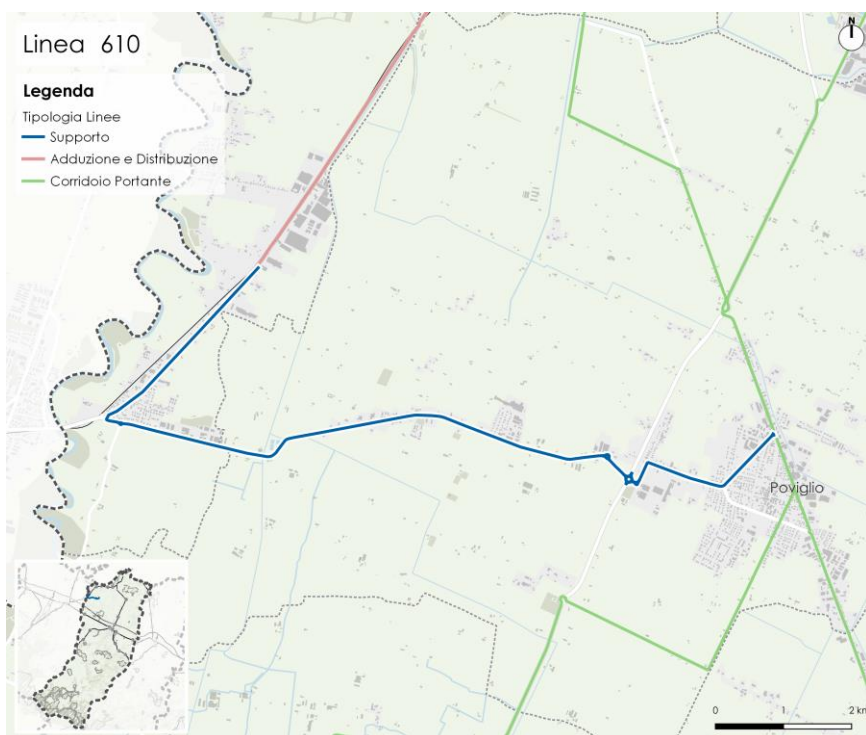 Linea 610
Legenda
Tipologia Linee
Supporto
Adduzione e Distribuzione
Corridoio Portante
N
Poviglio
0 1 2 km